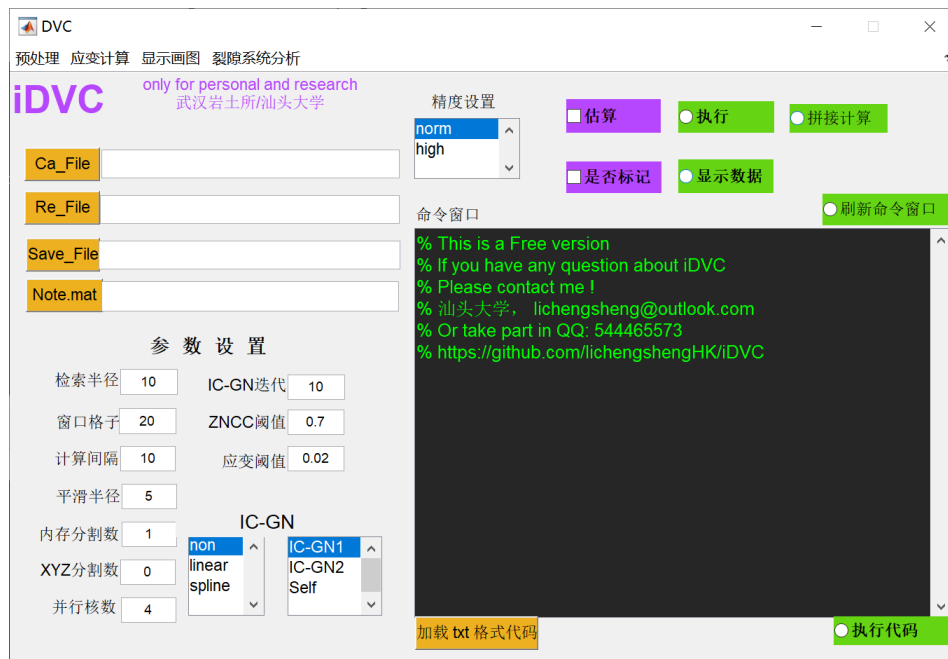 DVC
预处理 应变计算 显示画图 裂隙系统分析
iDVC
only for personal and research
武汉岩土所/汕头大学
Ca_File
Re_File
Save_File
Note.mat
参 数 设 置
检索半径 10
窗口格子 20
计算间隔 10
平滑半径 5
内存分割数 1
XYZ分割数 0
并行核数 4
IC-GN迭代 10
ZNCC阈值 0.7
应变阈值 0.02
IC-GN
non
linear
spline
IC-GN1
IC-GN2
Self
精度设置
norm
high
估算
执行
拼接计算
是否标记
显示数据
刷新命令窗口
命令窗口
% This is a Free version
% If you have any question about iDVC
% Please contact me !
% 汕头大学， lichengsheng@outlook.com
% Or take part in QQ: 544465573
% https://github.com/lichengshengHK/iDVC
加载 txt 格式代码
执行代码